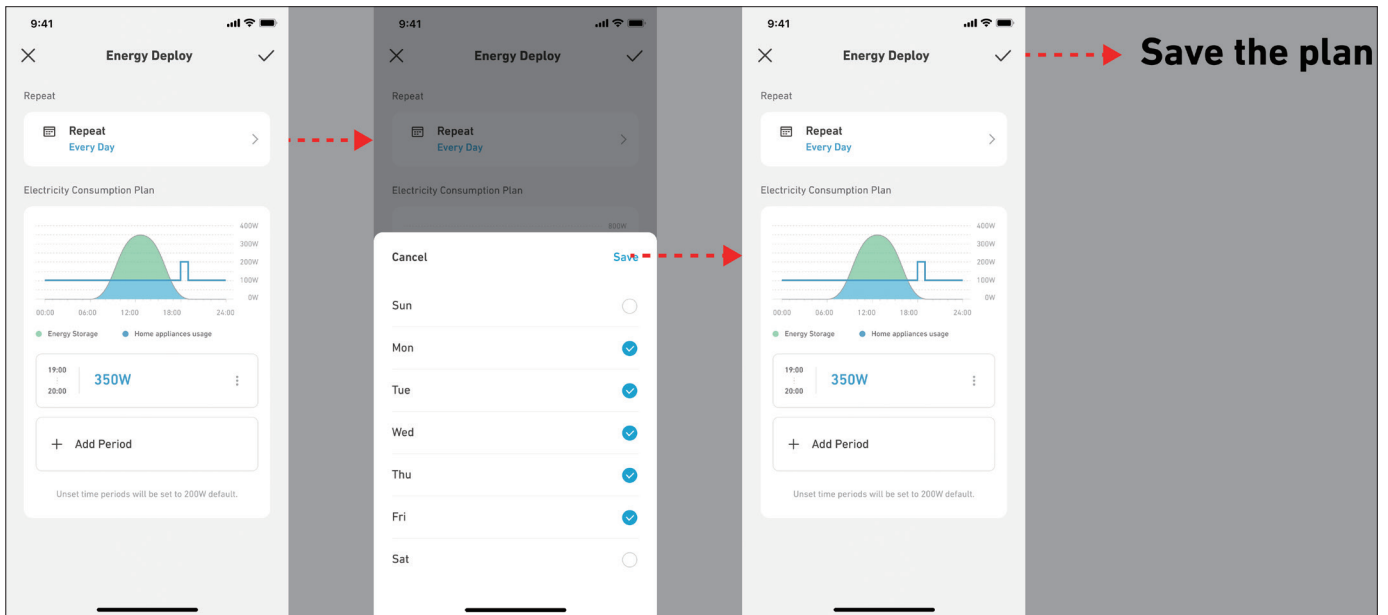 9:41
Energy Deploy
Repeat
Repeat
Every Day
Electricity Consumption Plan
400W
300W
200W
100W
0W
00:00 06:00 12:00 18:00 24:00
Energy Storage Home appliances usage
19:00
20:00
350W
+ Add Period
Unset time periods will be set to 200W default.
9:41
Energy Deploy
Repeat
Repeat
Every Day
Electricity Consumption Plan
800W
Cancel Save
Sun
Mon
Tue
Wed
Thu
Fri
Sat
9:41
Energy Deploy
Repeat
Repeat
Every Day
Electricity Consumption Plan
400W
300W
200W
100W
0W
00:00 06:00 12:00 18:00 24:00
Energy Storage Home appliances usage
19:00
20:00
350W
+ Add Period
Unset time periods will be set to 200W default.
Save the plan